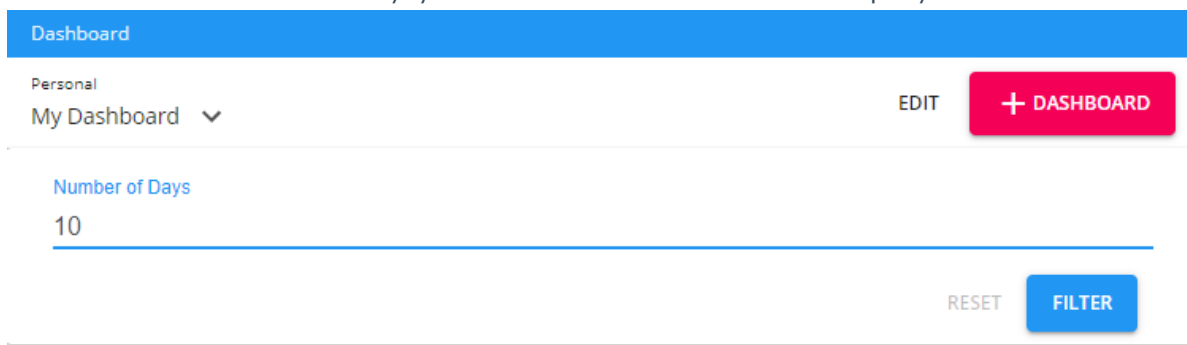 Dashboard
Personal
My Dashboard
EDIT
+ DASHBOARD
Number of Days
10
RESET
FILTER